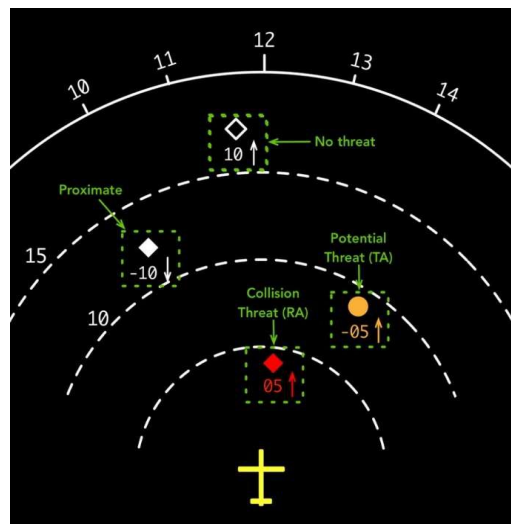 12
11
13
10
14
No threat
10 ↑
Proximate
15
-10 ↓
Potential
Threat (TA)
10
-05 ↑
Collision
Threat (RA)
05 ↑